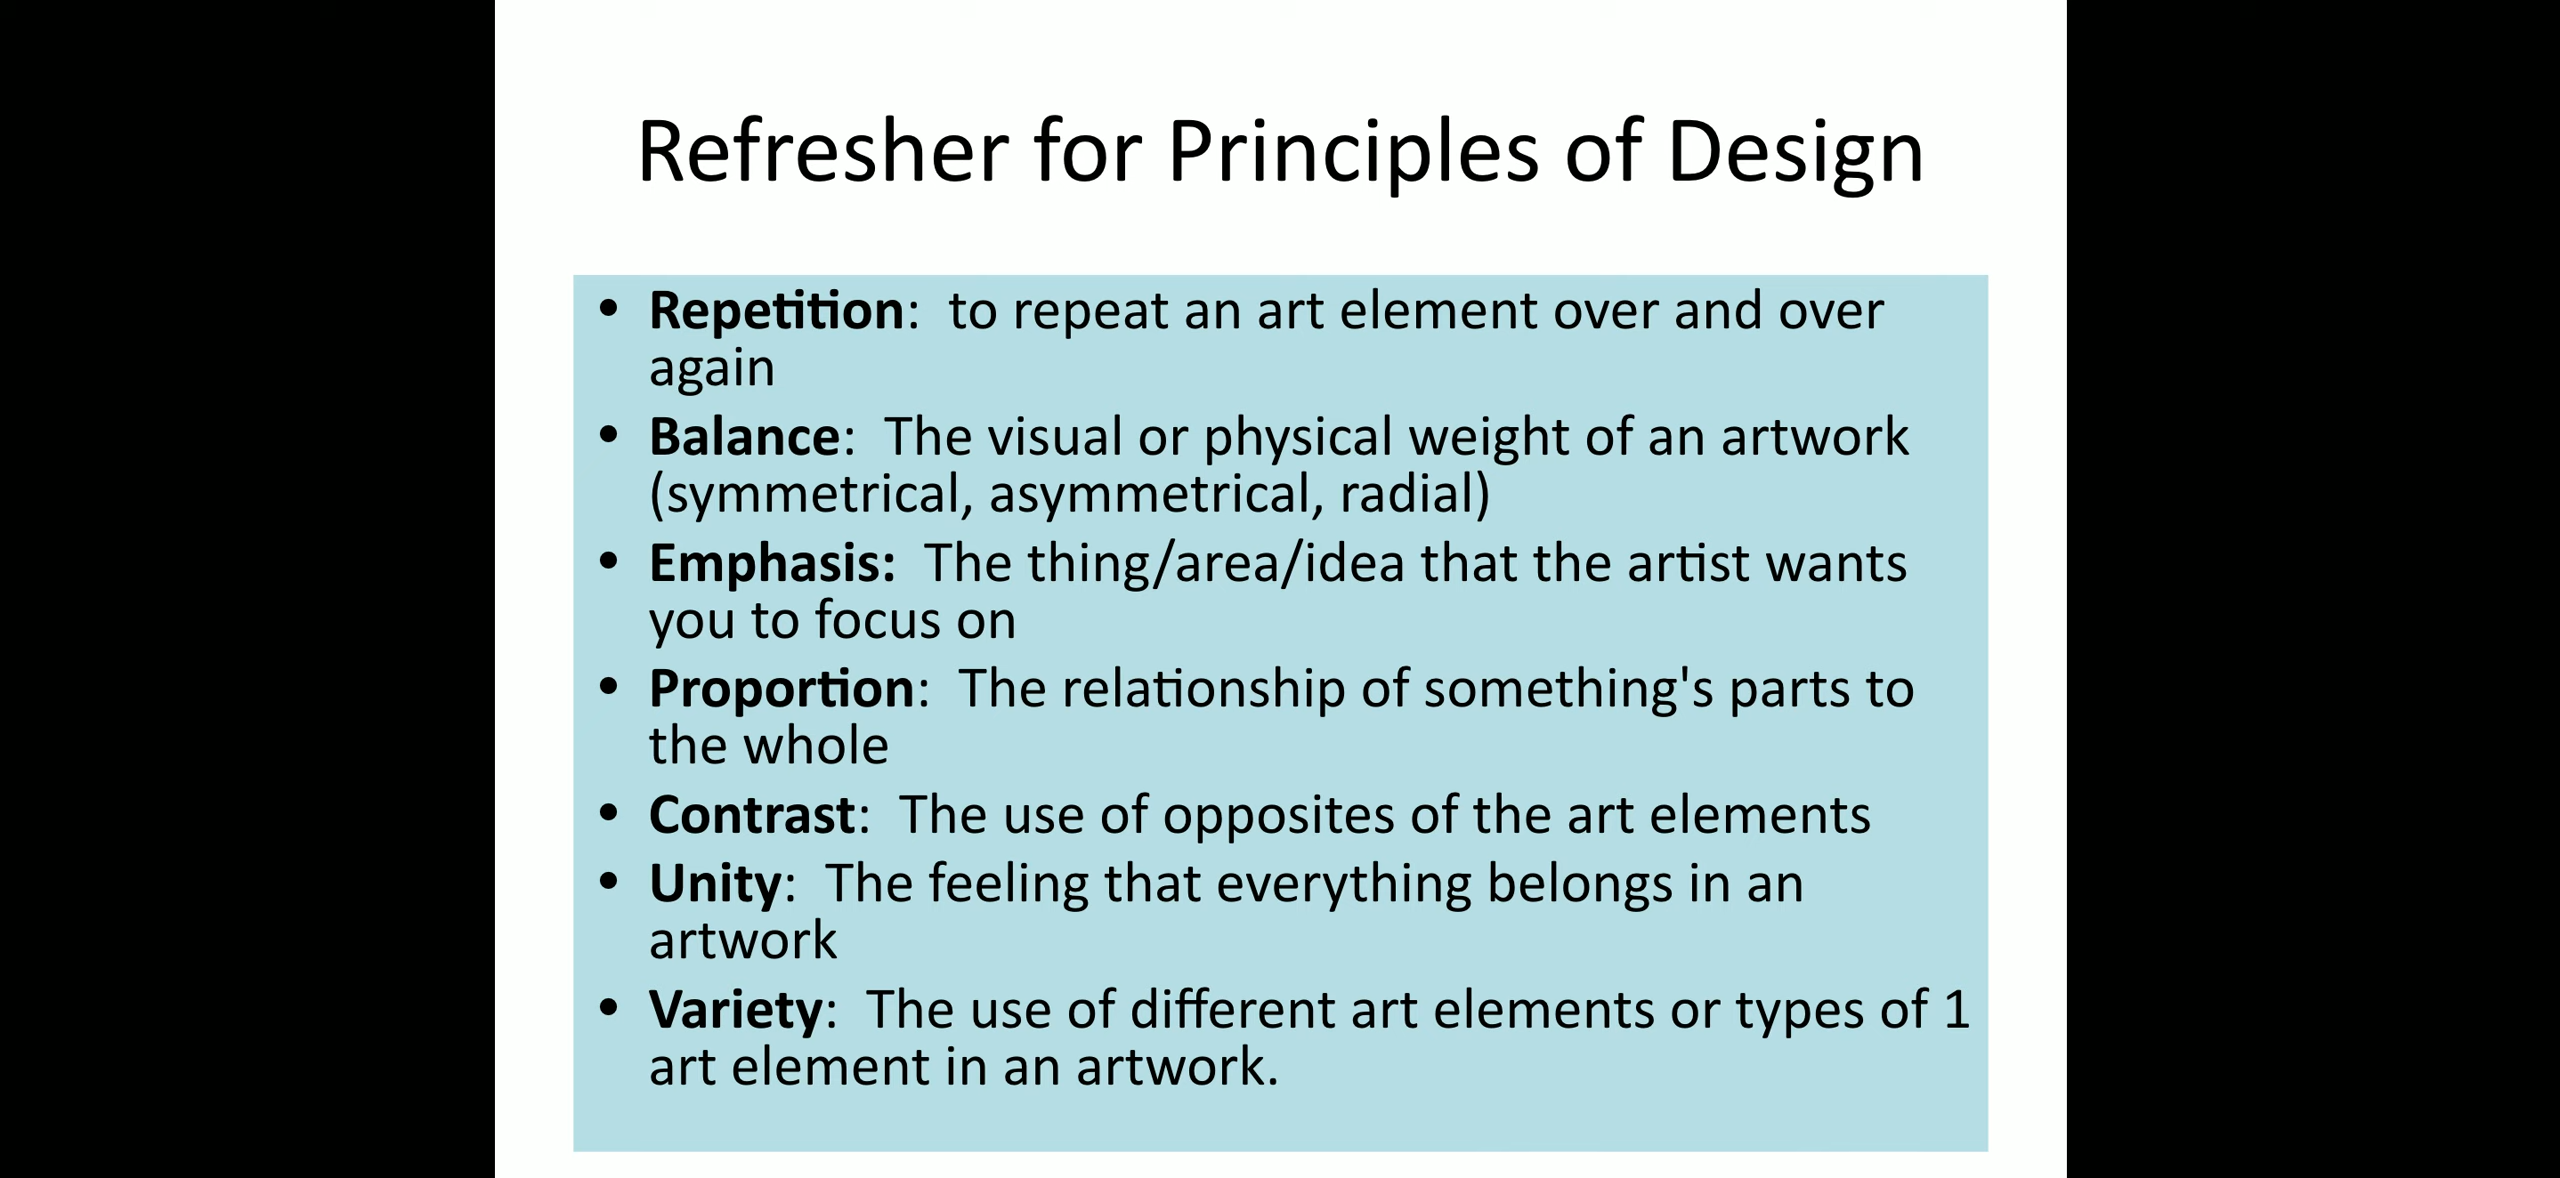 Refresher for Principles of Design
• Repetition:  to repeat an art element over and over
again
• Balance:  The visual or physical weight of an artwork
(symmetrical, asymmetrical, radial)
• Emphasis:  The thing/area/idea that the artist wants
you to focus on
• Proportion:  The relationship of something's parts to
the whole
• Contrast:  The use of opposites of the art elements
• Unity:  The feeling that everything belongs in an
artwork
• Variety:  The use of different art elements or types of 1
art element in an artwork.